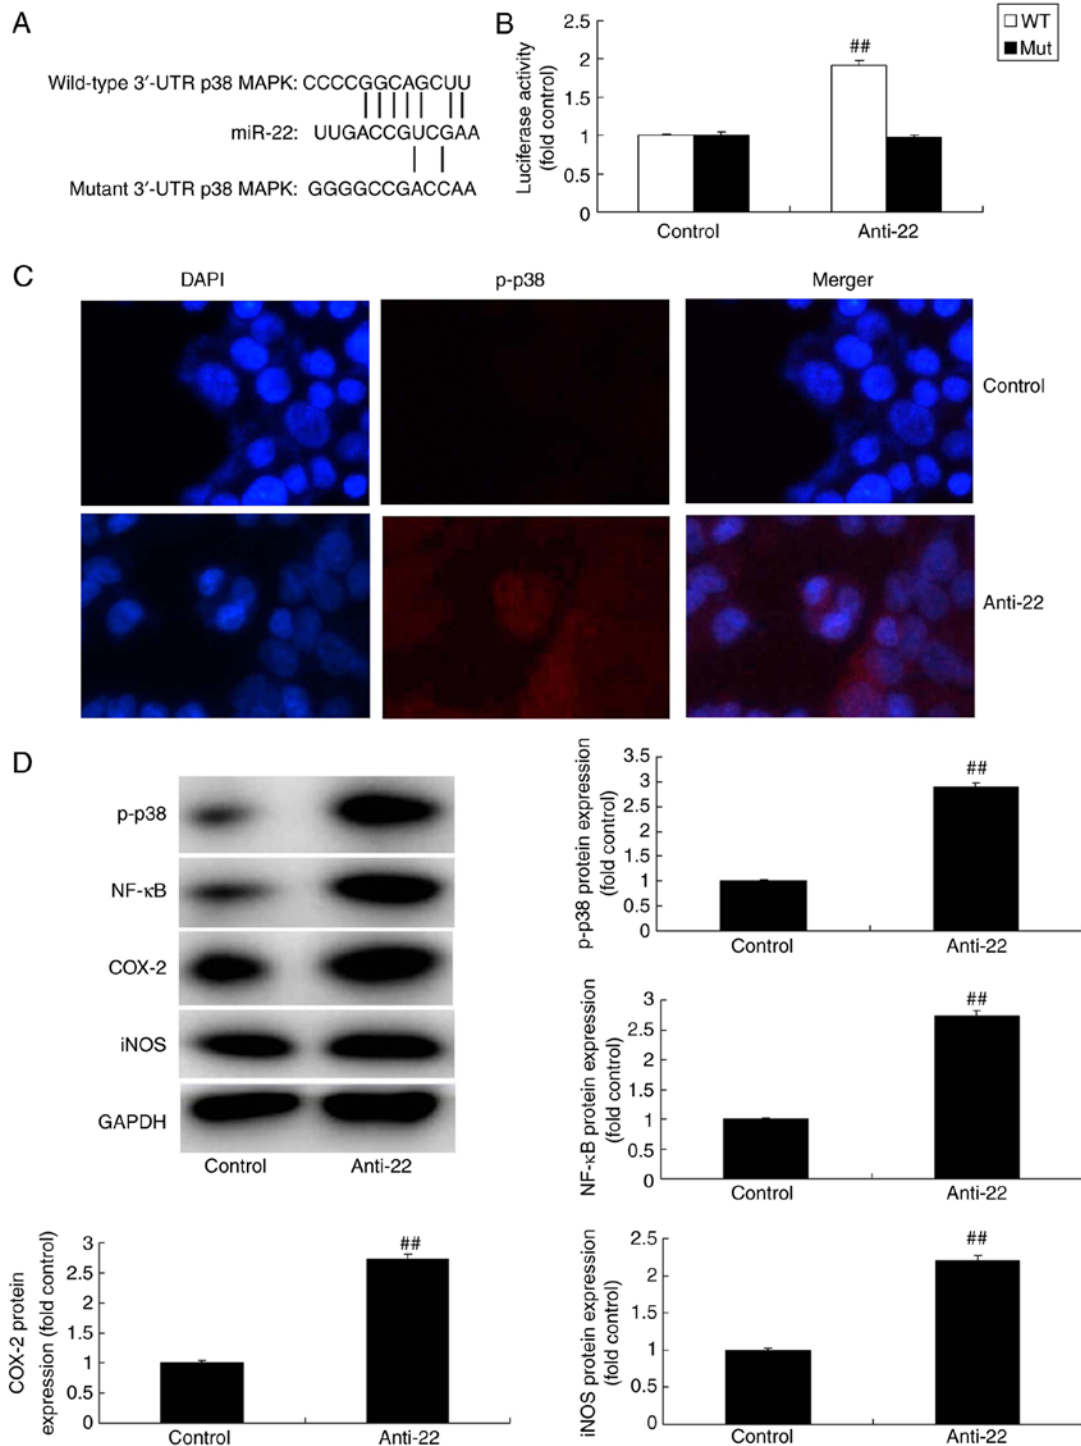 A
Wild-type 3′-UTR p38 MAPK: CCCCGGCAGCUU
miR-22: UUGACCGUCGAA
Mutant 3′-UTR p38 MAPK: GGGGCCGACCAA
B
Luciferase activity
(fold control)
2.5
2
1.5
1
0.5
0
##
Control
Anti-22
WT
Mut
C
DAPI
p-p38
Merger
Control
Anti-22
D
p-p38
NF-κB
COX-2
iNOS
GAPDH
Control
Anti-22
p-p38 protein expression
(fold control)
3.5
3
2.5
2
1.5
1
0.5
0
##
Control
Anti-22
NF-κB protein expression
(fold control)
3
2.5
2
1.5
1
0.5
0
##
Control
Anti-22
COX-2 protein
expression (fold control)
3
2.5
2
1.5
1
0.5
0
##
Control
Anti-22
iNOS protein expression
(fold control)
2.5
2
1.5
1
0.5
0
##
Control
Anti-22